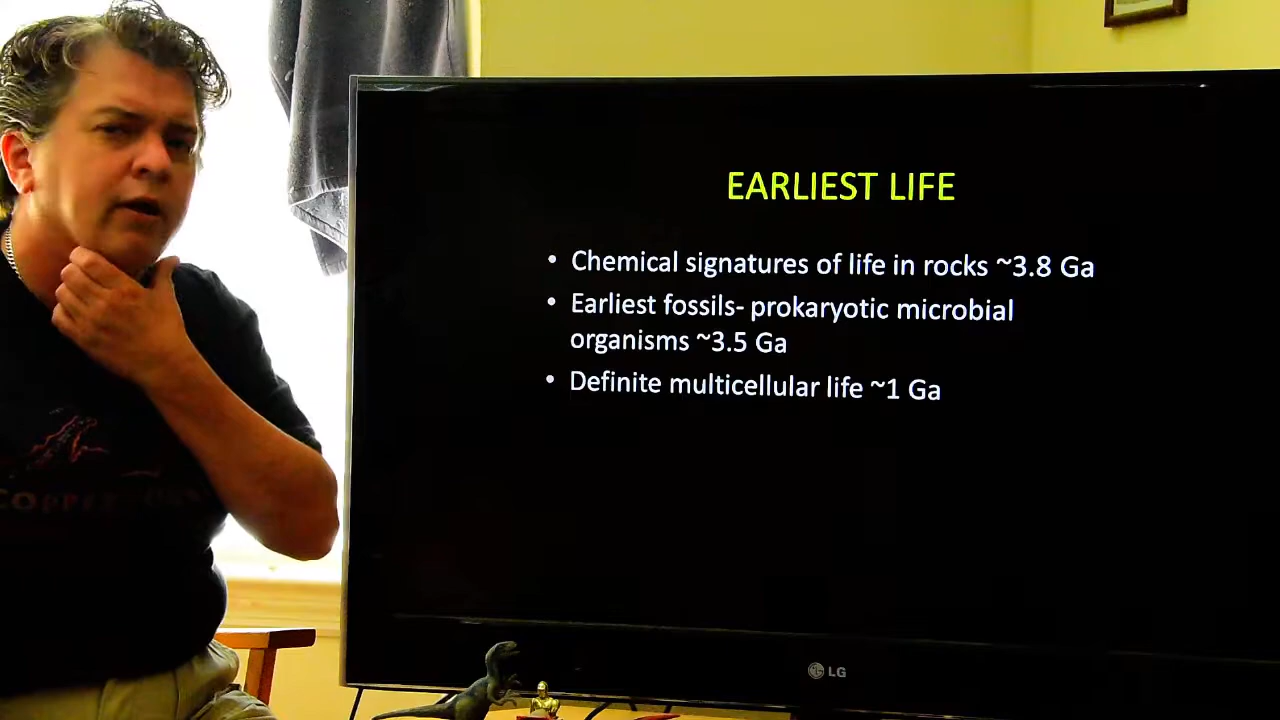 EARLIEST LIFE
• Chemical signatures of life in rocks ~3.8 Ga
• Earliest fossils- prokaryotic microbial
organisms ~3.5 Ga
• Definite multicellular life ~1 Ga
LG